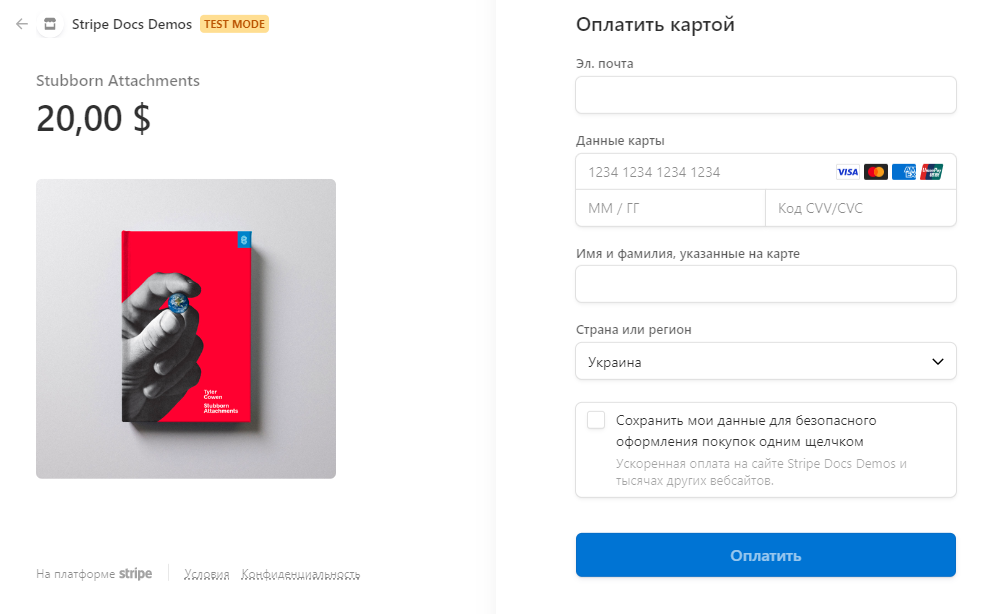 Stripe Docs Demos TEST MODE
Stubborn Attachments
20,00 $
Tyler
Cowen
Stubborn
Attachments
На платформе stripe
Условия Конфиденциальность
Оплатить картой
Эл. почта
Данные карты
1234 1234 1234 1234 VISA
ММ / ГГ Код CVV/CVC
Имя и фамилия, указанные на карте
Страна или регион
Украина
Сохранить мои данные для безопасного
оформления покупок одним щелчком
Ускоренная оплата на сайте Stripe Docs Demos и
тысячах других вебсайтов.
Оплатить